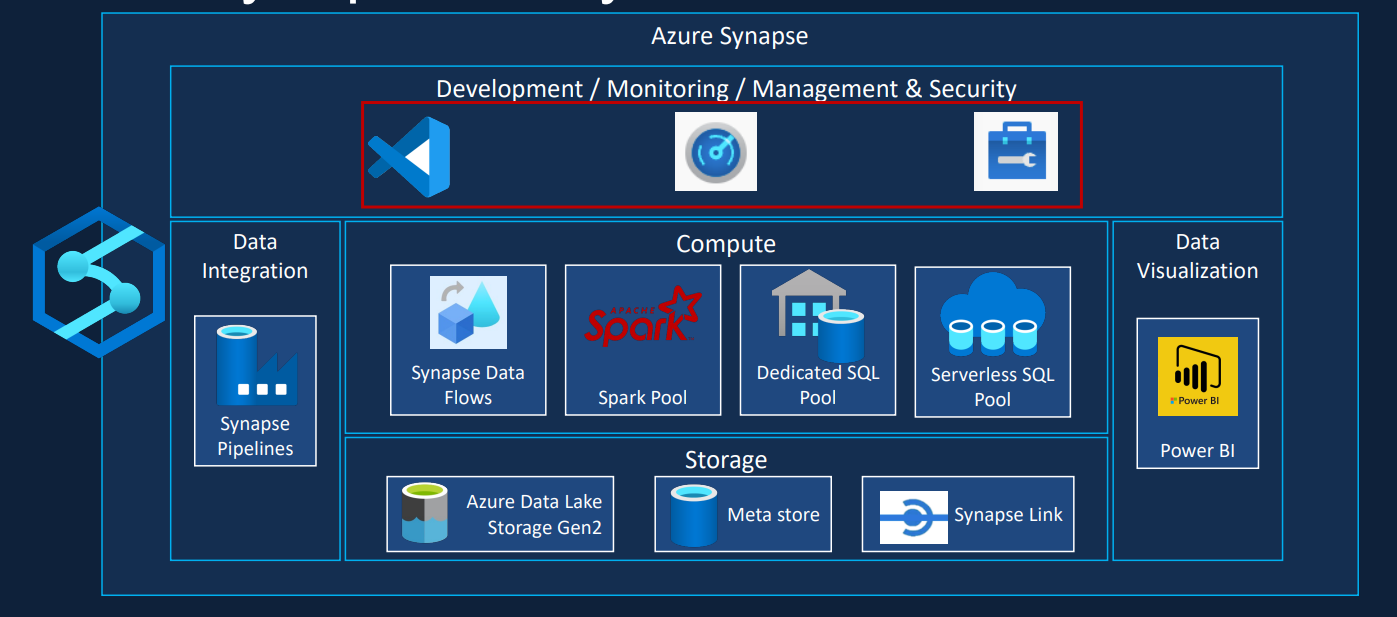 Azure Synapse
Development / Monitoring / Management & Security
Data
Integration
Synapse
Pipelines
Compute
Synapse Data
Flows
APACHE
Spark
Spark Pool
Dedicated SQL
Pool
Serverless SQL
Pool
Storage
Azure Data Lake
Storage Gen2
Meta store
Synapse Link
Data
Visualization
Power BI
Power BI